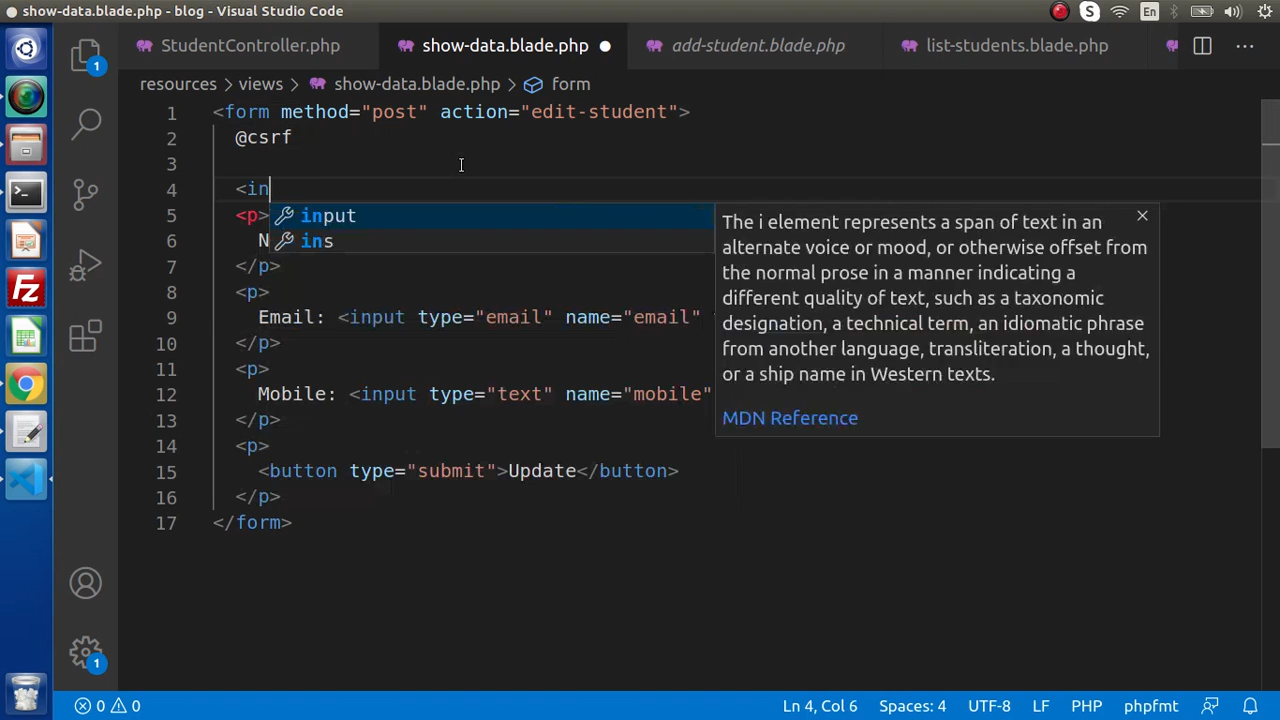 show-data.blade.php - blog - Visual Studio Code
S En
StudentController.php show-data.blade.php add-student.blade.php list-students.blade.php
resources > views > show-data.blade.php > form
1 <form method="post" action="edit-student">
2 @csrf
3
4 <in
input
ins
5 <p>
6 N
7 </p>
8 <p>
9 Email: <input type="email" name="email"
10 </p>
11 <p>
12 Mobile: <input type="text" name="mobile"
13 </p>
14 <p>
15 <button type="submit">Update</button>
16 </p>
17 </form>
The i element represents a span of text in an
alternate voice or mood, or otherwise offset from
the normal prose in a manner indicating a
different quality of text, such as a taxonomic
designation, a technical term, an idiomatic phrase
from another language, transliteration, a thought,
or a ship name in Western texts.
MDN Reference
1
Fz
1
0 0 Ln 4, Col 6 Spaces: 4 UTF-8 LF PHP phpfmt